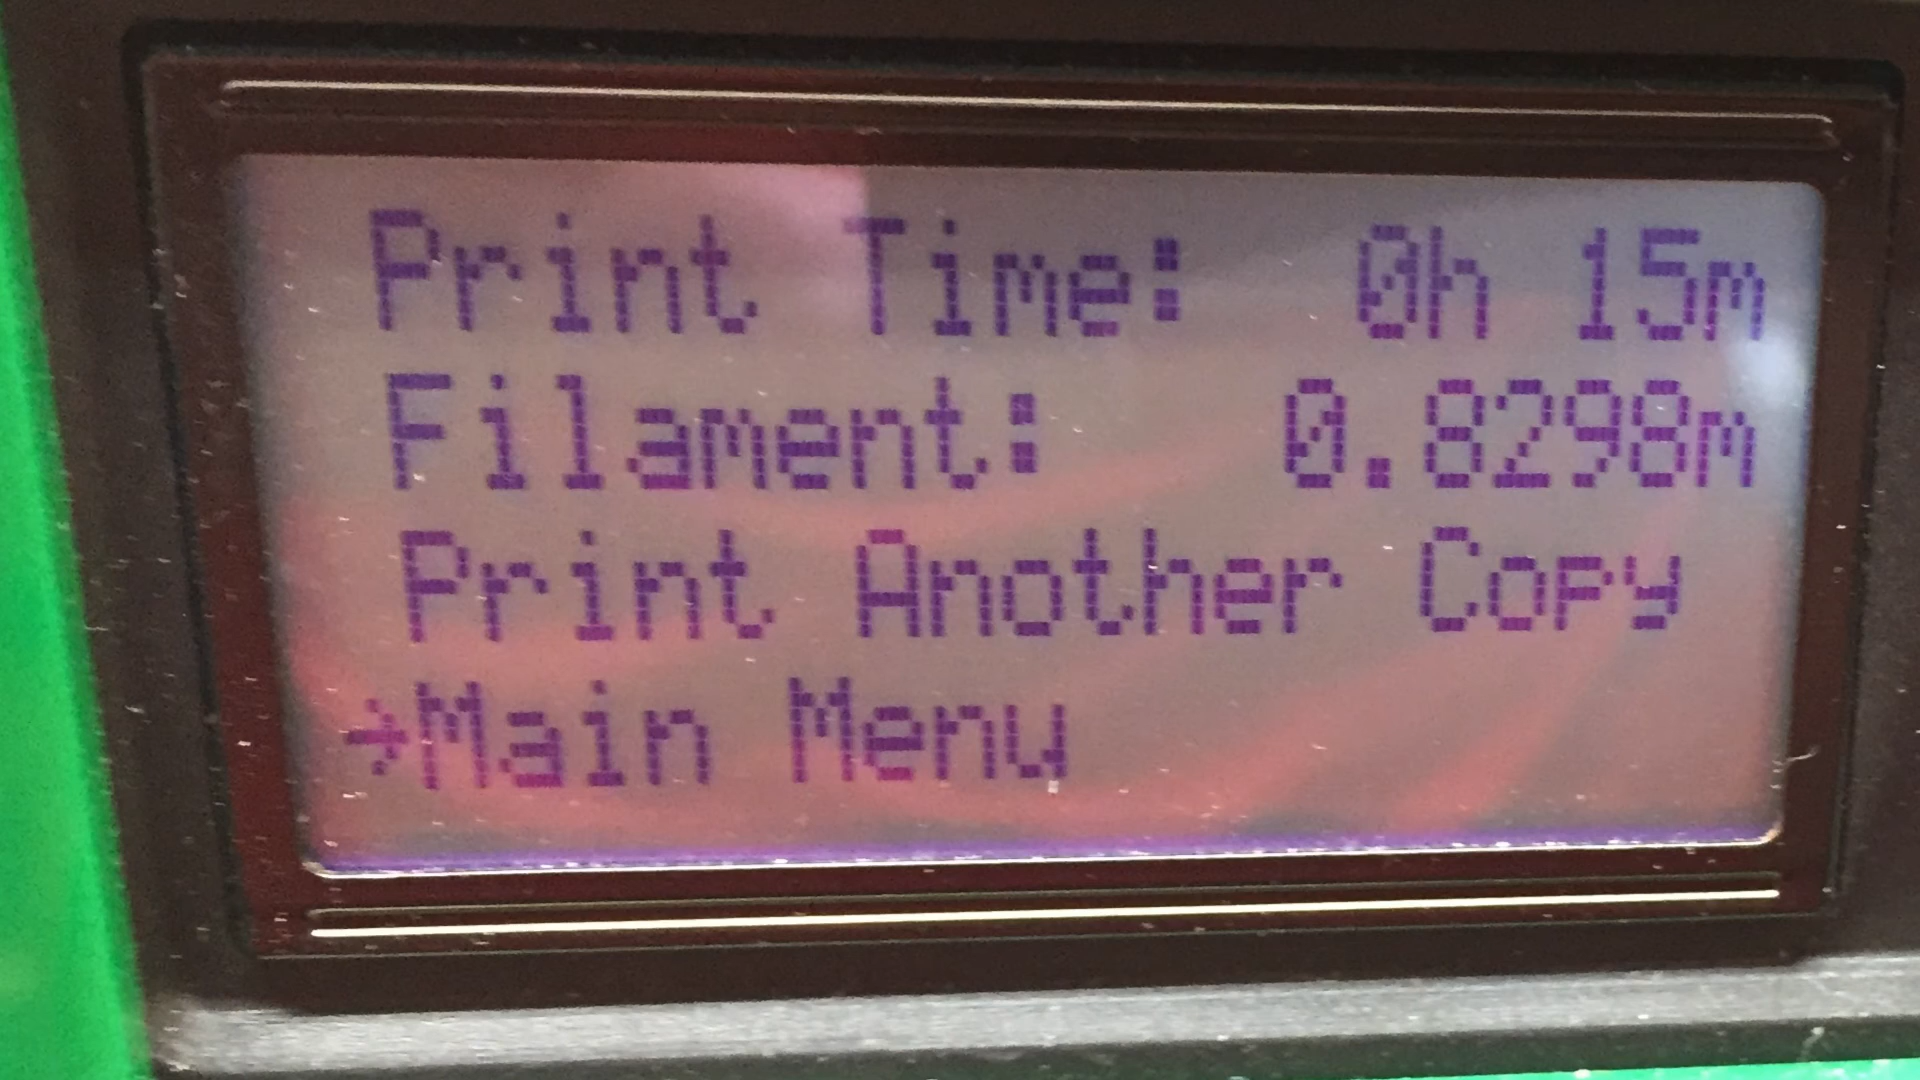 Print Time: 0h 15m
Filament: 0.8298m
Print Another Copy
→Main Menu